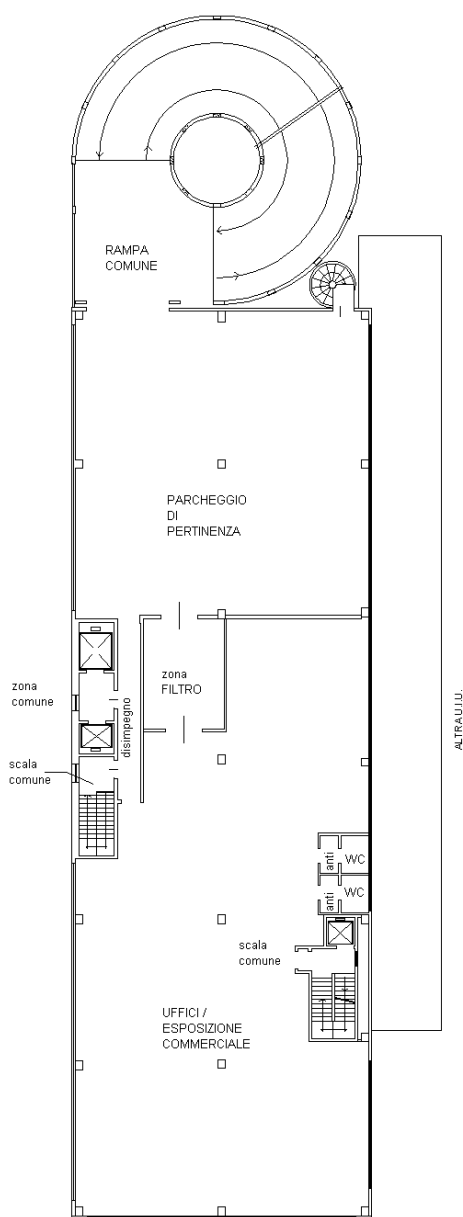 RAMPA
COMUNE
PARCHEGGIO
DI
PERTINENZA
zona
FILTRO
zona
comune
disimpegno
scala
comune
ALTRA U.I.U.
anti
WC
anti
WC
scala
comune
UFFICI /
ESPOSIZIONE
COMMERCIALE